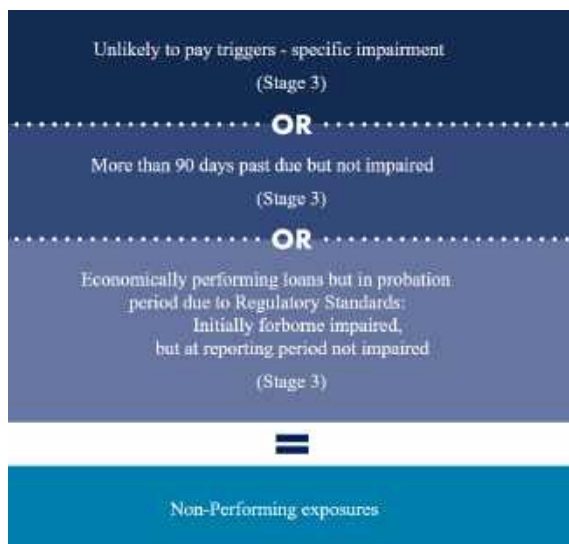 Unlikely to pay triggers - specific impairment
(Stage 3)
OR
More than 90 days past due but not impaired
(Stage 3)
OR
Economically performing loans but in probation
period due to Regulatory Standards:
Initially forborne impaired,
but at reporting period not impaired
(Stage 3)
=
Non-Performing exposures